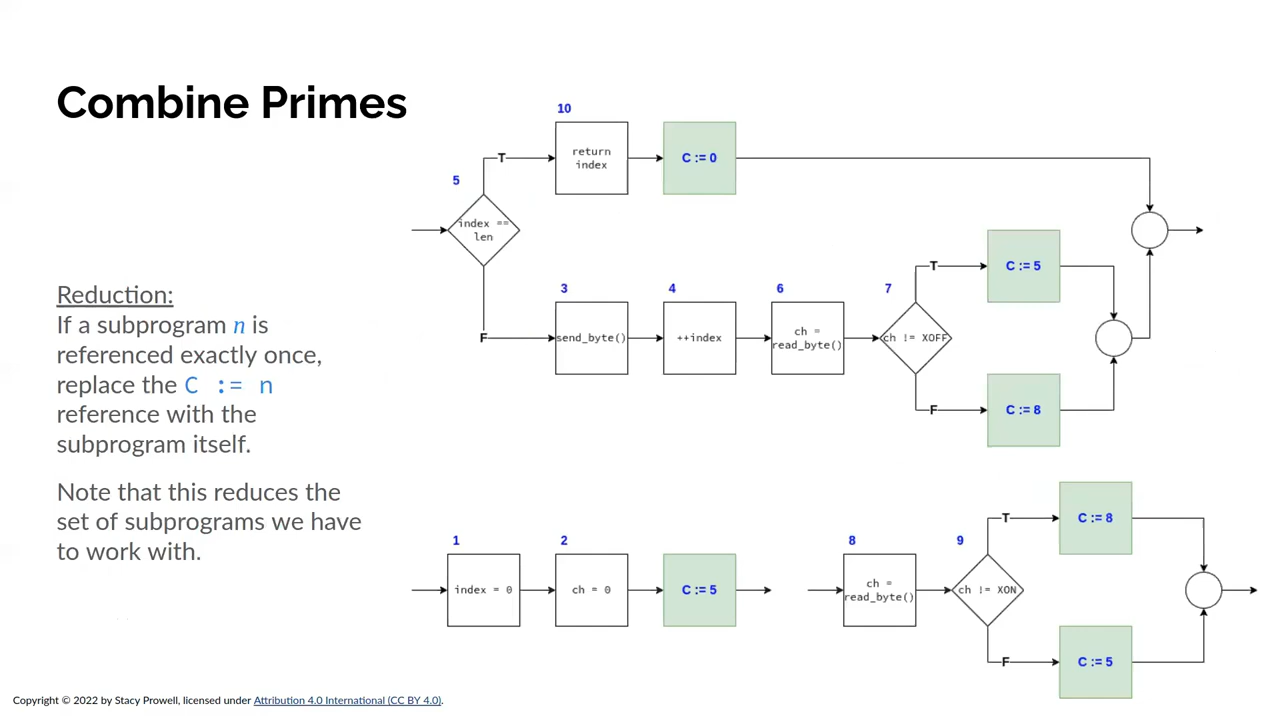 Combine Primes
Reduction:
If a subprogram n is
referenced exactly once,
replace the C := n
reference with the
subprogram itself.
Note that this reduces the
set of subprograms we have
to work with.
10
return
index
C := 0
T
5
index ==
len
F
3
send_byte()
4
++index
6
ch =
read_byte()
7
ch != XOFF
T
C := 5
F
C := 8
1
index = 0
2
ch = 0
C := 5
8
ch =
read_byte()
9
ch != XON
T
C := 8
F
C := 5
Copyright © 2022 by Stacy Prowell, licensed under Attribution 4.0 International (CC BY 4.0).